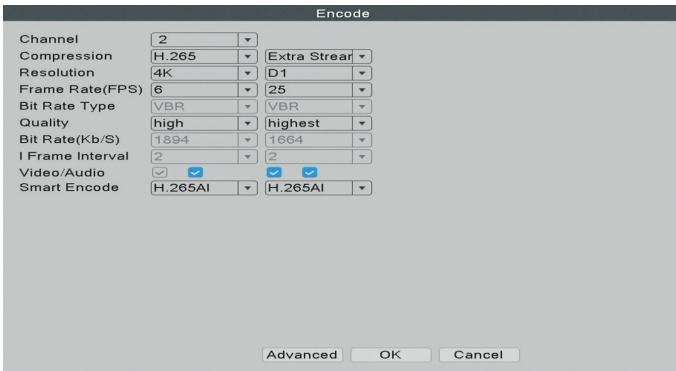 Encode
Channel 2
Compression H.265 Extra Strear
Resolution 4K D1
Frame Rate(FPS) 6 25
Bit Rate Type VBR VBR
Quality high highest
Bit Rate(Kb/S) 1894 1664
I Frame Interval 2 2
Video/Audio
Smart Encode H.265AI H.265AI
Advanced OK Cancel